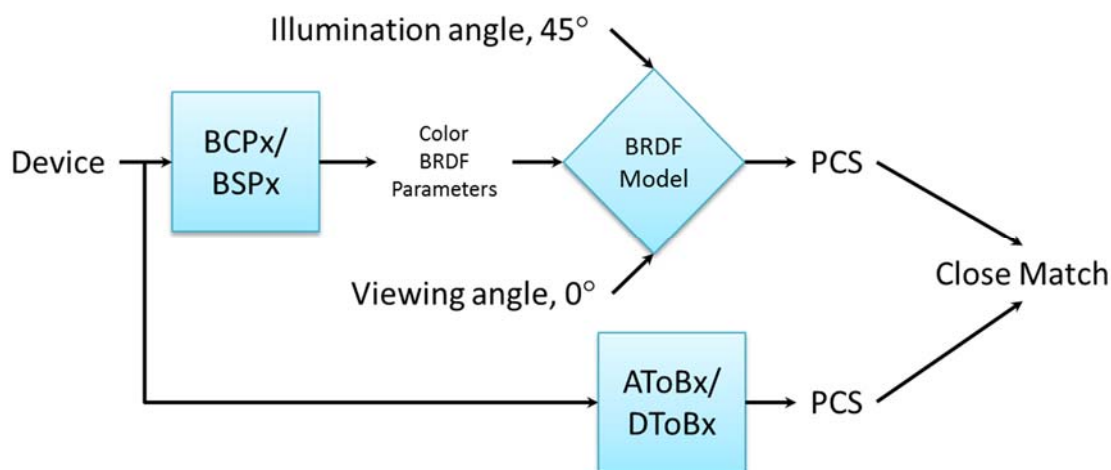 Illumination angle, 45°
Device
BCPx/
BSPx
Color
BRDF
Parameters
BRDF
Model
PCS
Viewing angle, 0°
Close Match
AToBx/
DToBx
PCS